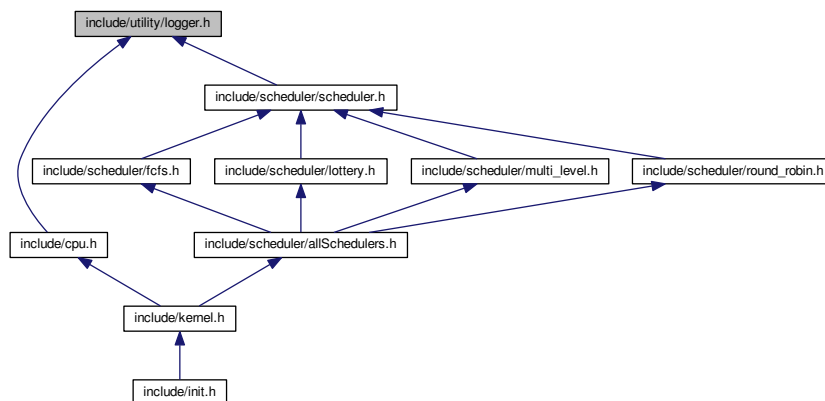 include/utility/logger.h
include/scheduler/scheduler.h
include/scheduler/fcfs.h
include/scheduler/lottery.h
include/scheduler/multi_level.h
include/scheduler/round_robin.h
include/cpu.h
include/scheduler/allSchedulers.h
include/kernel.h
include/init.h